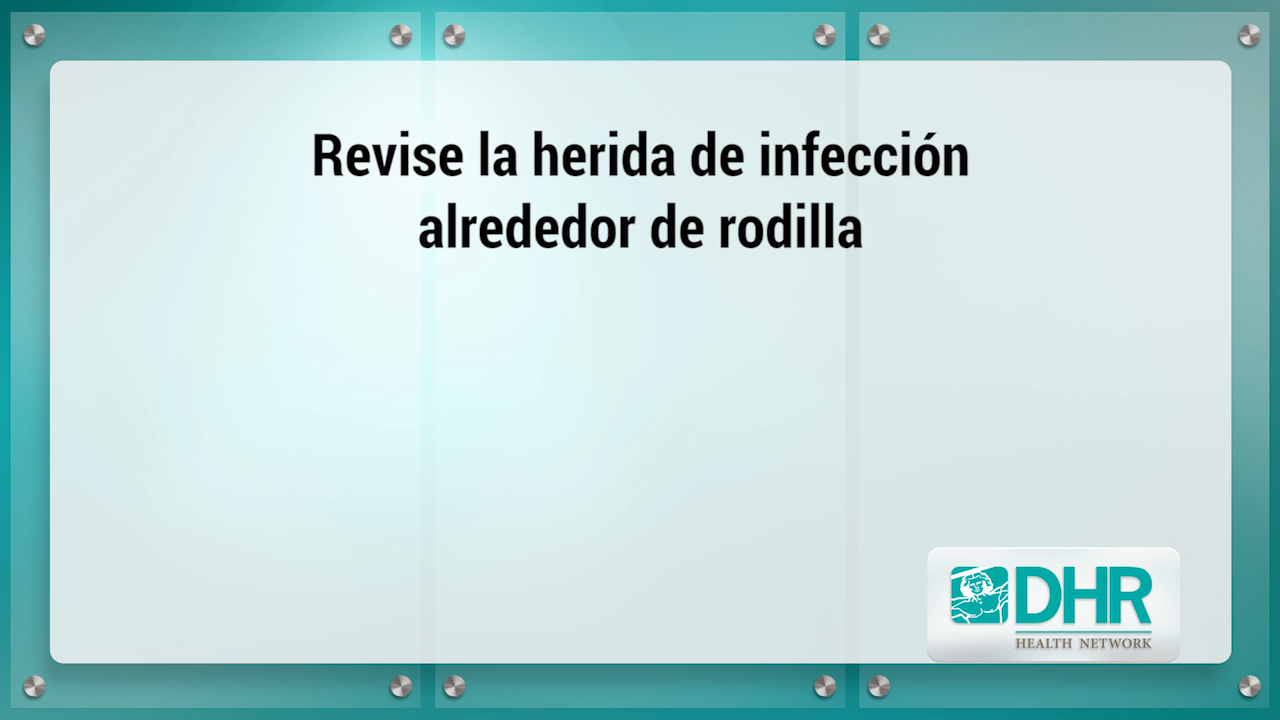 Revise la herida de infección
alrededor de rodilla
DHR
HEALTH NETWORK